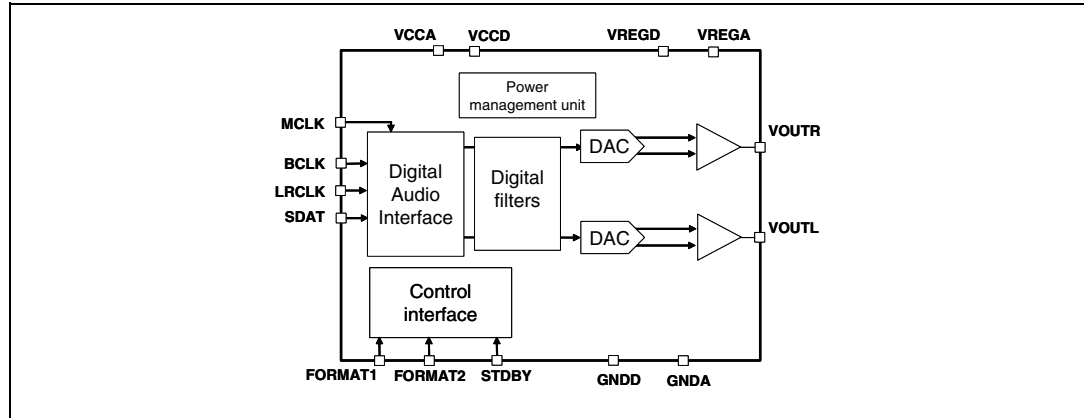 VCCA VCCD VREGD VREGA
Power
management unit
MCLK
VOUTR
DAC
BCLK
Digital
Audio
Interface
Digital
filters
LRCLK
SDAT
VOUTL
DAC
Control
interface
FORMAT1 FORMAT2 STDBY GNDD GNDA